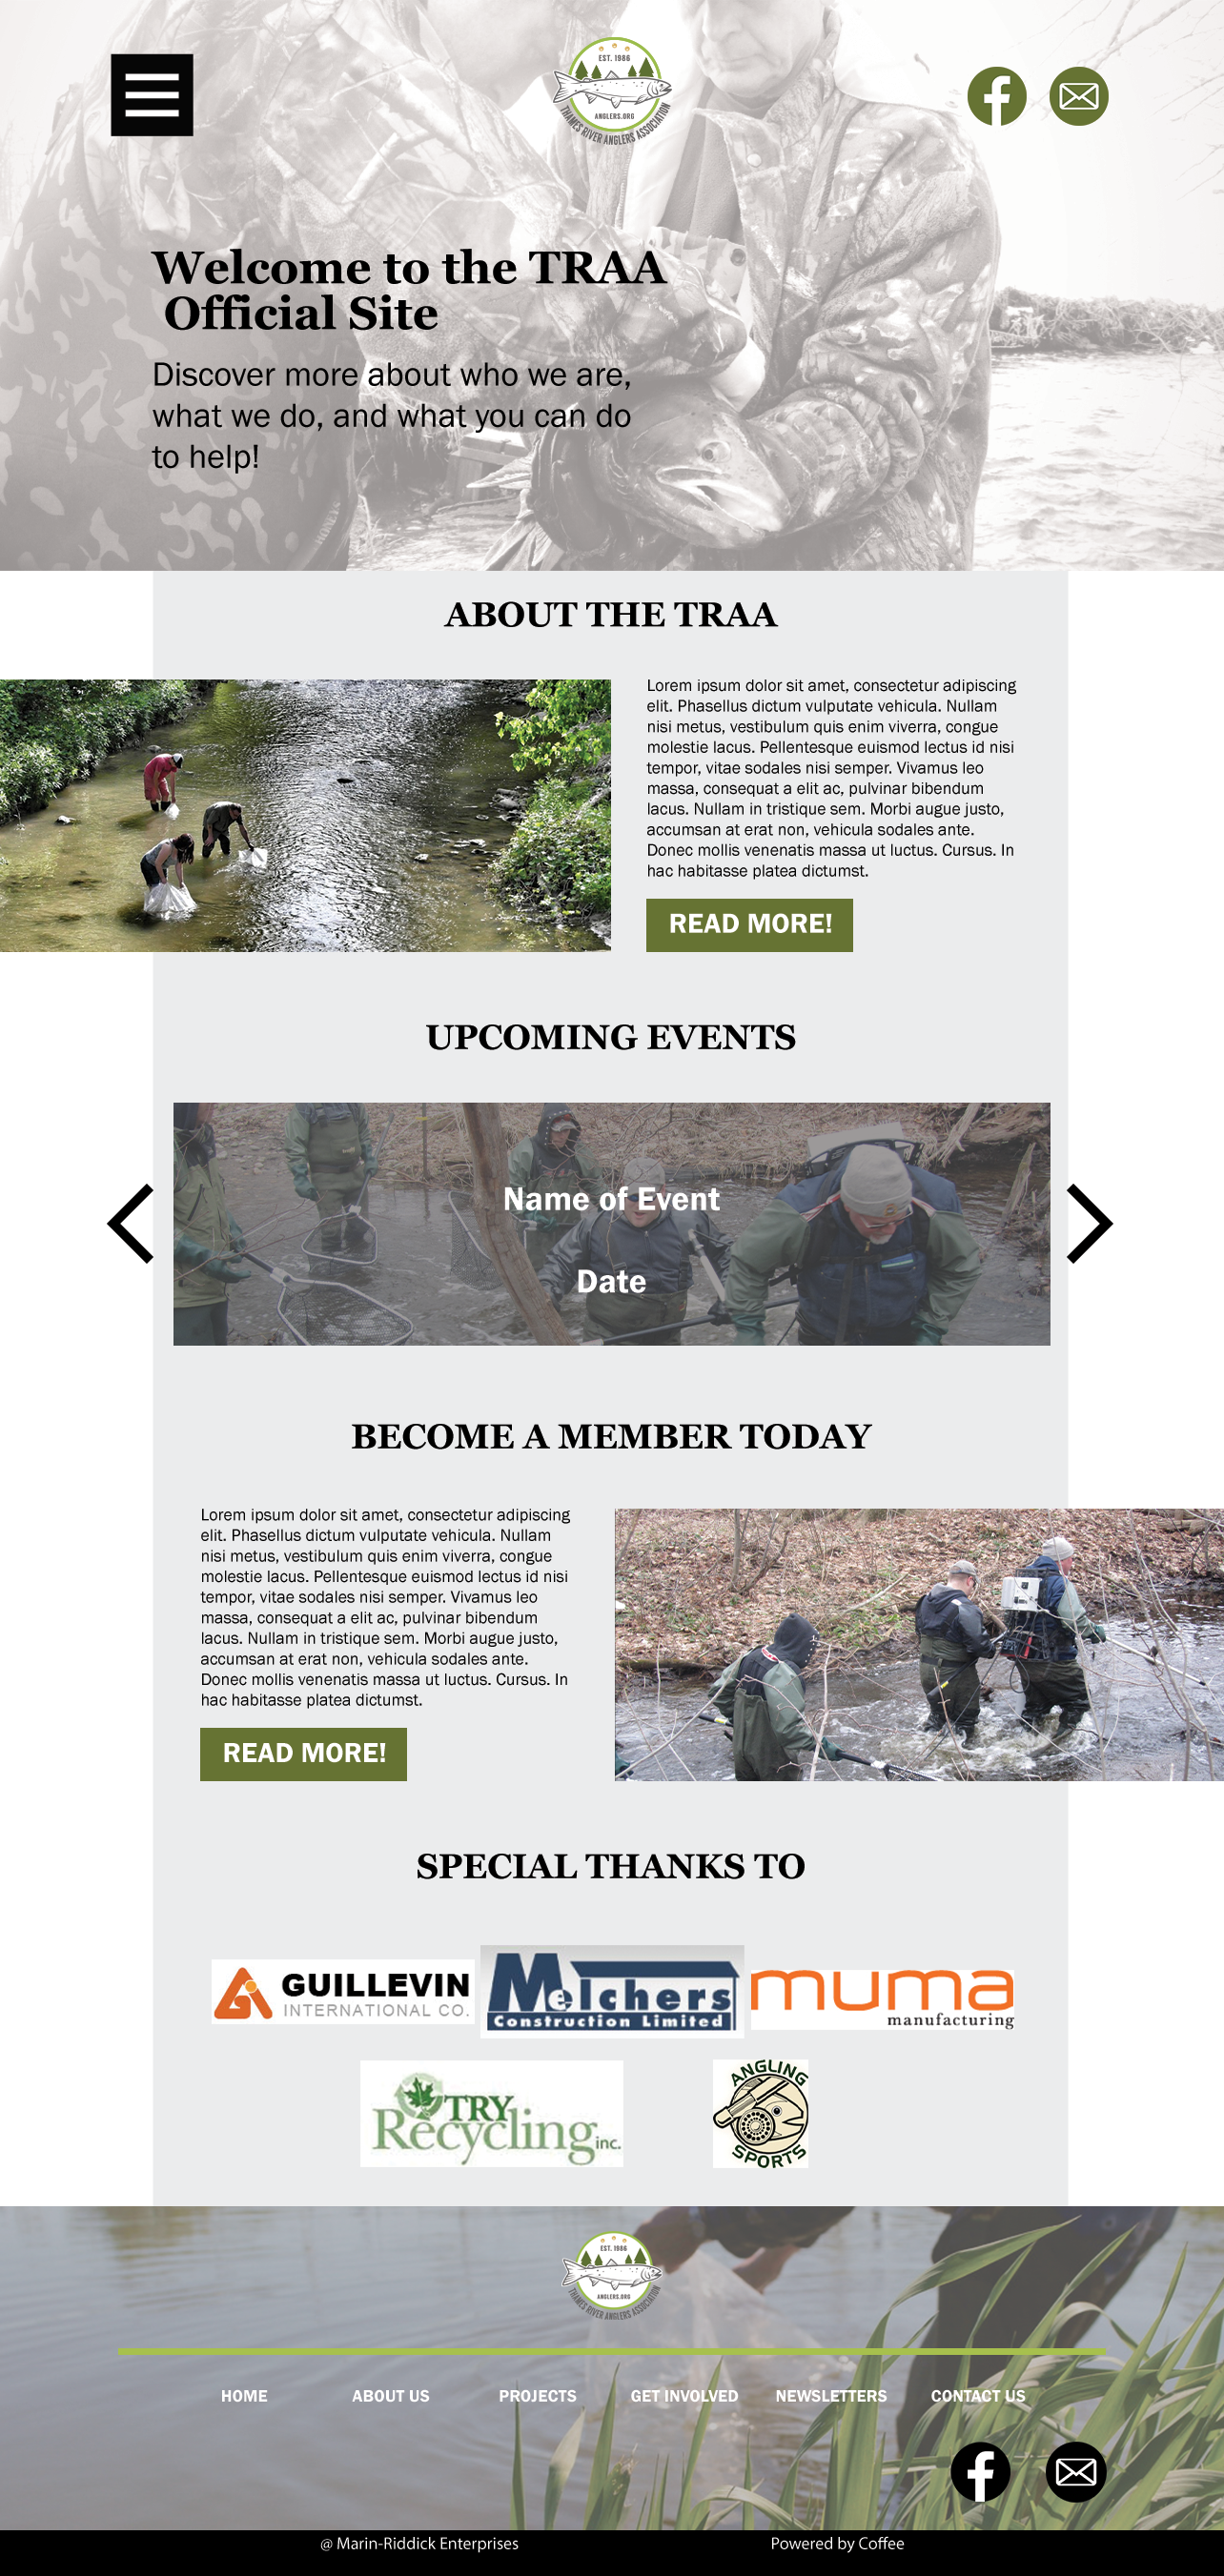 EST. 1986
ANGLERS.ORG
THAMES RIVER ANGLERS ASSOCIATION
Welcome to the TRAA
Official Site
Discover more about who we are,
what we do, and what you can do
to help!
ABOUT THE TRAA
Lorem ipsum dolor sit amet, consectetur adipiscing
elit. Phasellus dictum vulputate vehicula. Nullam
nisi metus, vestibulum quis enim viverra, congue
molestie lacus. Pellentesque euismod lectus id nisi
tempor, vitae sodales nisi semper. Vivamus leo
massa, consequat a elit ac, pulvinar bibendum
lacus. Nullam in tristique sem. Morbi augue justo,
accumsan at erat non, vehicula sodales ante.
Donec mollis venenatis massa ut luctus. Cursus. In
hac habitasse platea dictumst.
READ MORE!
UPCOMING EVENTS
Name of Event
Date
BECOME A MEMBER TODAY
Lorem ipsum dolor sit amet, consectetur adipiscing
elit. Phasellus dictum vulputate vehicula. Nullam
nisi metus, vestibulum quis enim viverra, congue
molestie lacus. Pellentesque euismod lectus id nisi
tempor, vitae sodales nisi semper. Vivamus leo
massa, consequat a elit ac, pulvinar bibendum
lacus. Nullam in tristique sem. Morbi augue justo,
accumsan at erat non, vehicula sodales ante.
Donec mollis venenatis massa ut luctus. Cursus. In
hac habitasse platea dictumst.
READ MORE!
SPECIAL THANKS TO
GUILLEVIN
INTERNATIONAL CO.
Melchers
Construction Limited
muma
manufacturing
TRY
Recycling inc.
ANGLING
SPORTS
EST. 1986
ANGLERS.ORG
THAMES RIVER ANGLERS ASSOCIATION
HOME ABOUT US PROJECTS GET INVOLVED NEWSLETTERS CONTACT US
@ Marin-Riddick Enterprises Powered by Coffee